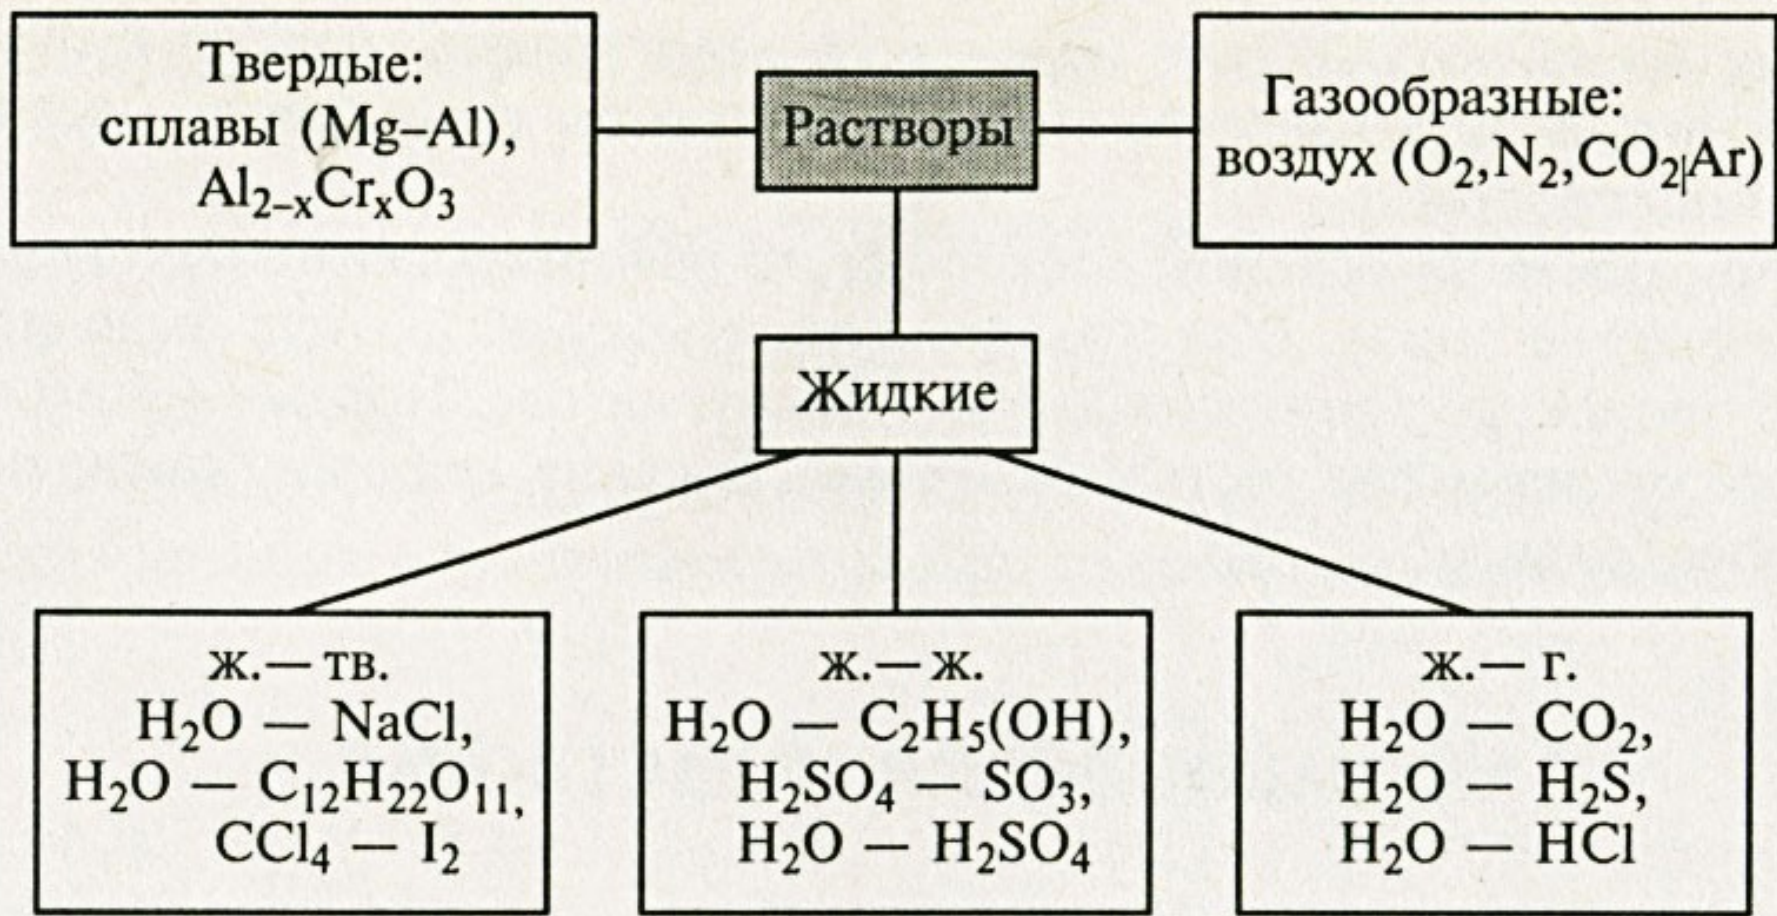 Твердые:
сплавы (Mg–Al),
Al₂₋ₓCrₓO₃
Растворы
Газообразные:
воздух (O₂,N₂,CO₂|Ar)
Жидкие
ж.— тв.
H₂O — NaCl,
H₂O — C₁₂H₂₂O₁₁,
CCl₄ — I₂
ж.— ж.
H₂O — C₂H₅(OH),
H₂SO₄ — SO₃,
H₂O — H₂SO₄
ж.— г.
H₂O — CO₂,
H₂O — H₂S,
H₂O — HCl